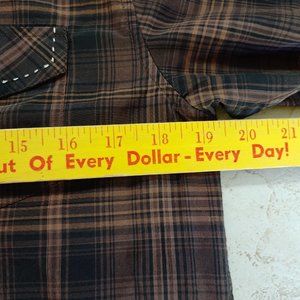 15 16 17 18 19 20 21
ut Of Every Dollar-Every Day!